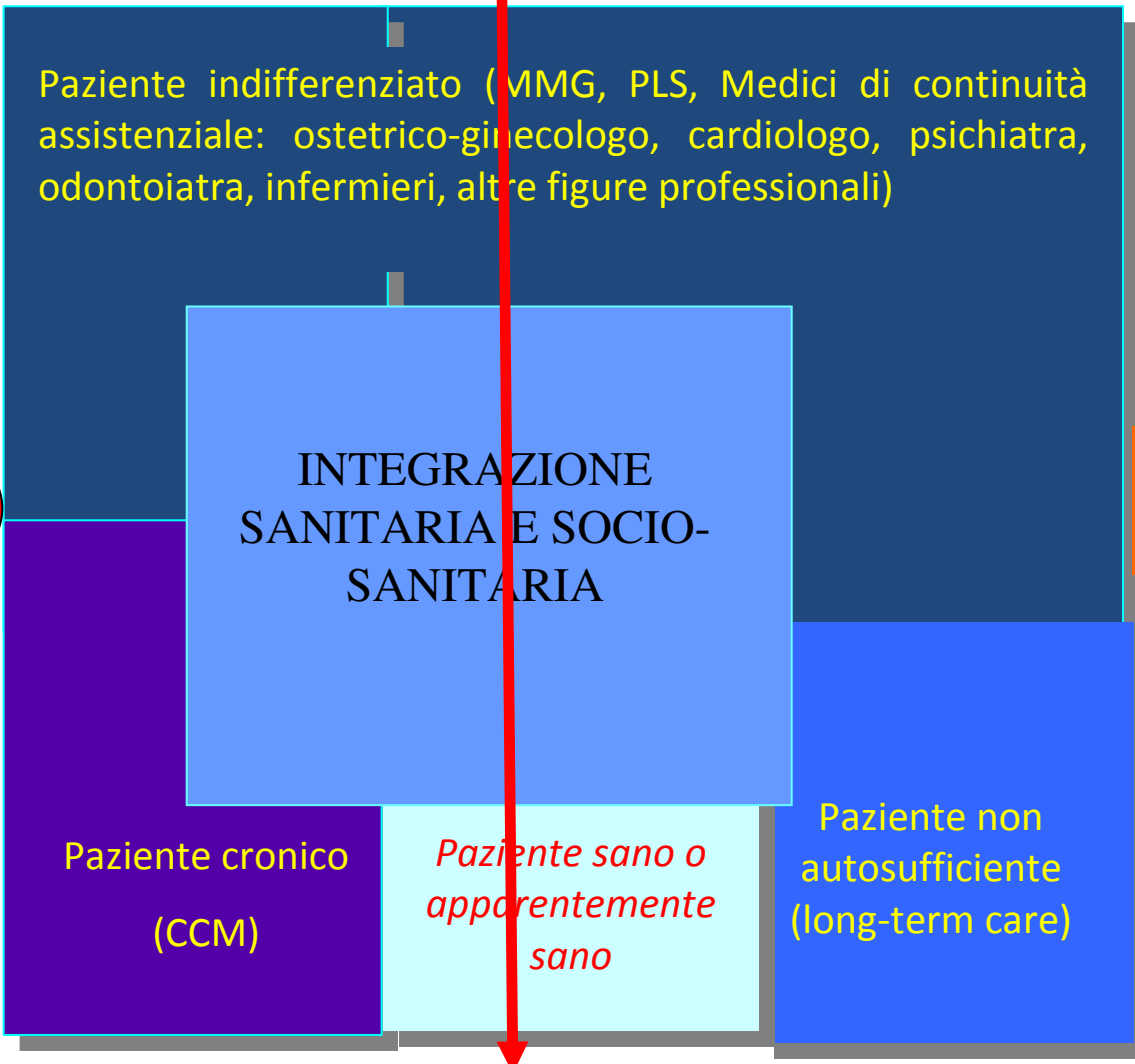 Paziente indifferenziato (MMG, PLS, Medici di continuità
assistenziale: ostetrico-ginecologo, cardiologo, psichiatra,
odontoiatra, infermieri, altre figure professionali)
INTEGRAZIONE
SANITARIA E SOCIO-
SANITARIA
Paziente cronico
(CCM)
Paziente sano o
apparentemente
sano
Paziente non
autosufficiente
(long-term care)